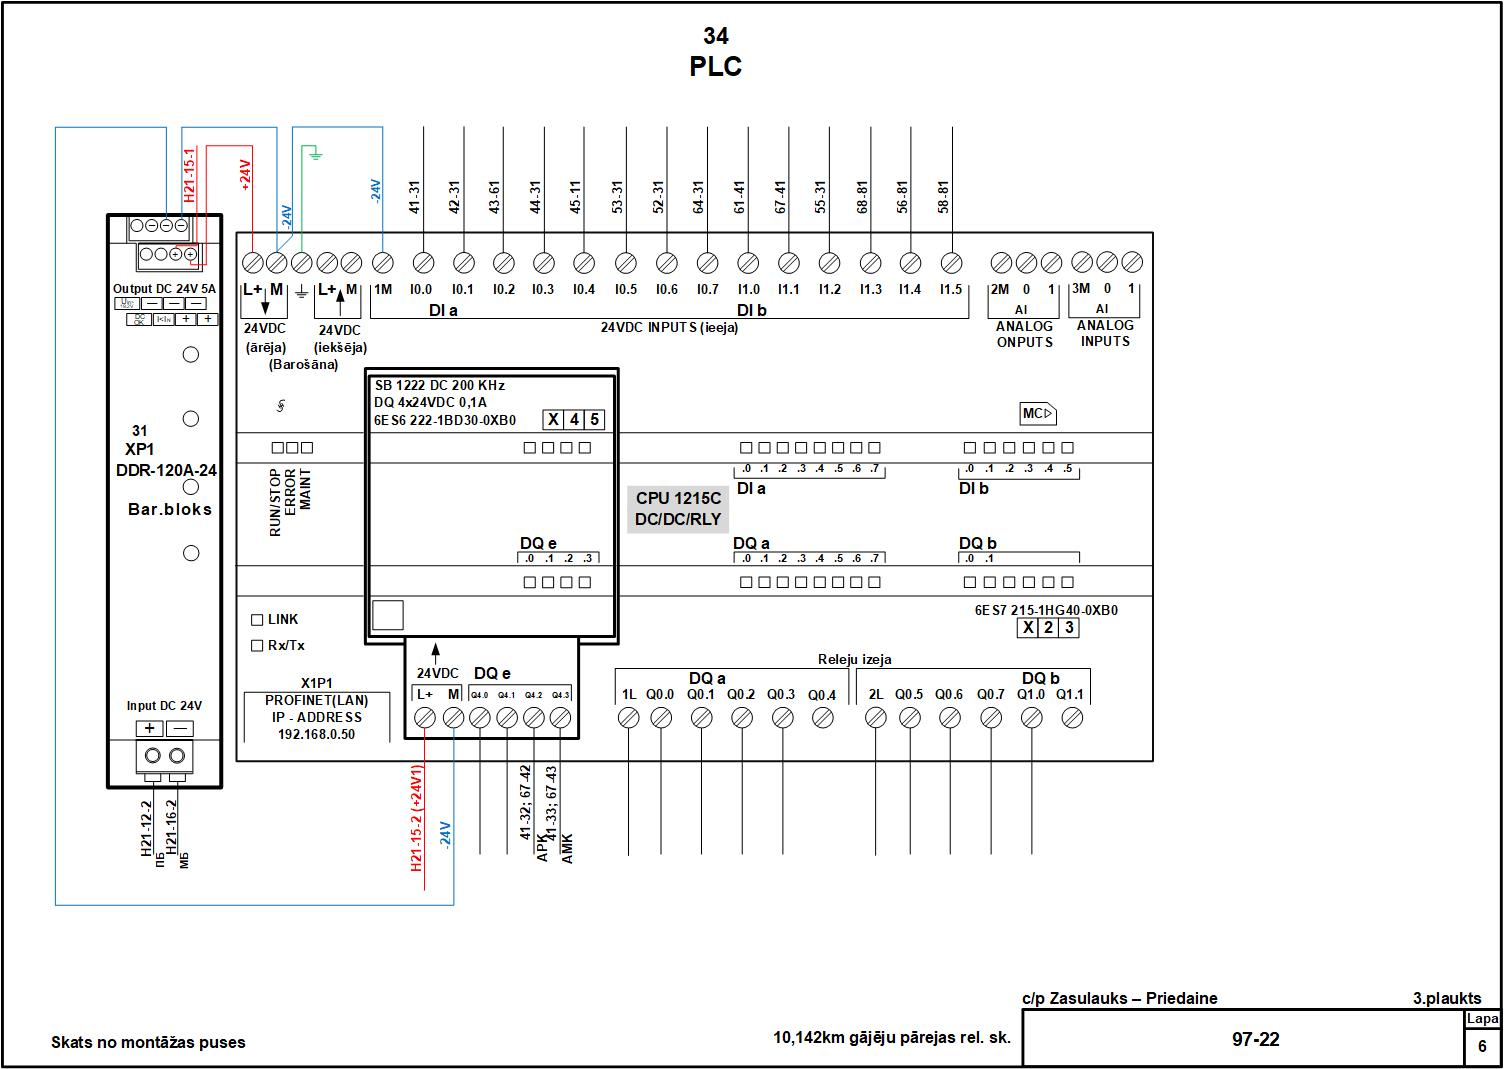 34
PLC
H21-15-1
+24V
-24V
-24V
41-31
42-31
43-61
44-31
45-11
53-31
52-31
64-31
61-41
67-41
55-31
68-81
56-81
58-81
L+ M L+ M 1M I0.0 I0.1 I0.2 I0.3 I0.4 I0.5 I0.6 I0.7 I1.0 I1.1 I1.2 I1.3 I1.4 I1.5 2M 0 1 3M 0 1
DI a DI b AI AI
24VDC
(ārēja)
24VDC
(iekšēja)
(Barošana)
24VDC INPUTS (ieeja)
ANALOG
ONPUTS
ANALOG
INPUTS
Output DC 24V 5A
DC
OK
+ +
31
XP1
DDR-120A-24
Bar.bloks
Input DC 24V
+ —
H21-12-2
ПБ
H21-16-2
МБ
SB 1222 DC 200 KHz
DQ 4x24VDC 0,1A
6ES6 222-1BD30-0XB0
X 4 5
MC
RUN/STOP
ERROR
MAINT
.0 .1 .2 .3 .4 .5 .6 .7
DI a
.0 .1 .2 .3 .4 .5
DI b
CPU 1215C
DC/DC/RLY
DQ e
.0 .1 .2 .3
DQ a
.0 .1 .2 .3 .4 .5 .6 .7
DQ b
.0 .1
LINK
Rx/Tx
6ES7 215-1HG40-0XB0
X 2 3
X1P1
PROFINET(LAN)
IP - ADDRESS
192.168.0.50
24VDC DQ e
L+ M Q4.0 Q4.1 Q4.2 Q4.3
Releju izeja
DQ a DQ b
1L Q0.0 Q0.1 Q0.2 Q0.3 Q0.4 2L Q0.5 Q0.6 Q0.7 Q1.0 Q1.1
H21-15-2 (+24V1)
-24V
41-32; 67-42
APK
41-33; 67-43
AMK
c/p Zasulauks – Priedaine 3.plaukts
Skats no montāžas puses
10,142km gājēju pārejas rel. sk.
97-22
Lapa
6